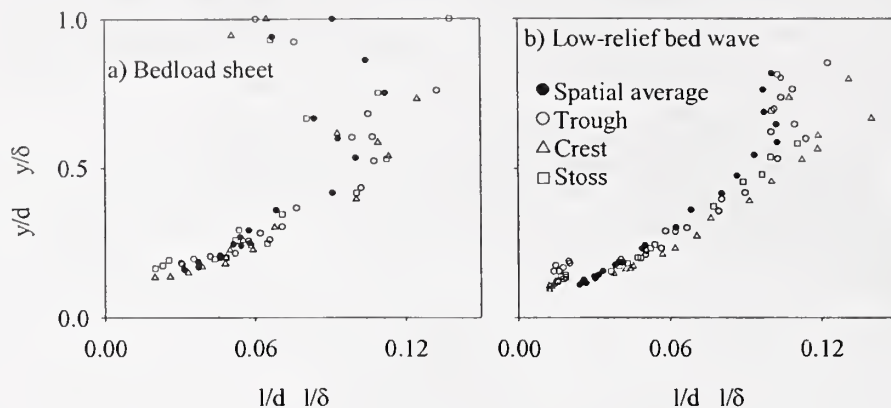 1.0
a) Bedload sheet
0.5
0.0
y/d y/δ
0.00
0.06
0.12
l/d l/δ
b) Low-relief bed wave
Spatial average
Trough
Crest
Stoss
0.00
0.06
0.12
l/d l/δ